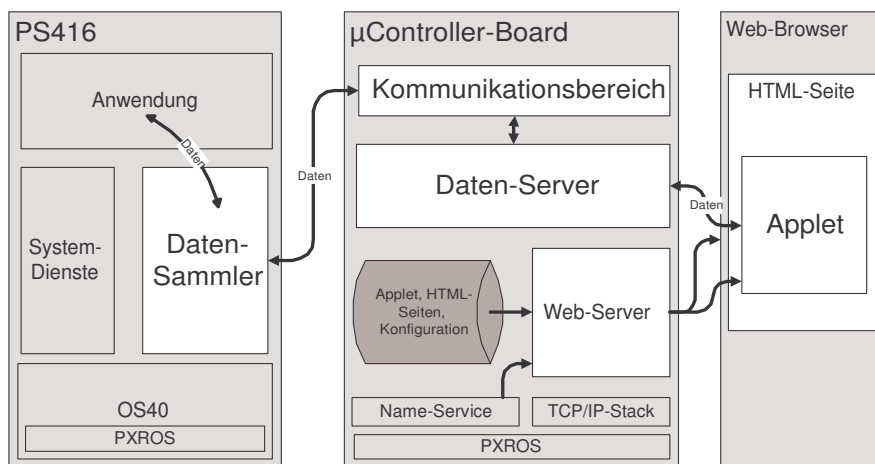 PS416
Anwendung
Daten
System-
Dienste
Daten-
Sammler
OS40
PXROS
Daten
µController-Board
Kommunikationsbereich
Daten-Server
Applet, HTML-
Seiten,
Konfiguration
Web-Server
Name-Service
TCP/IP-Stack
PXROS
Daten
Web-Browser
HTML-Seite
Applet